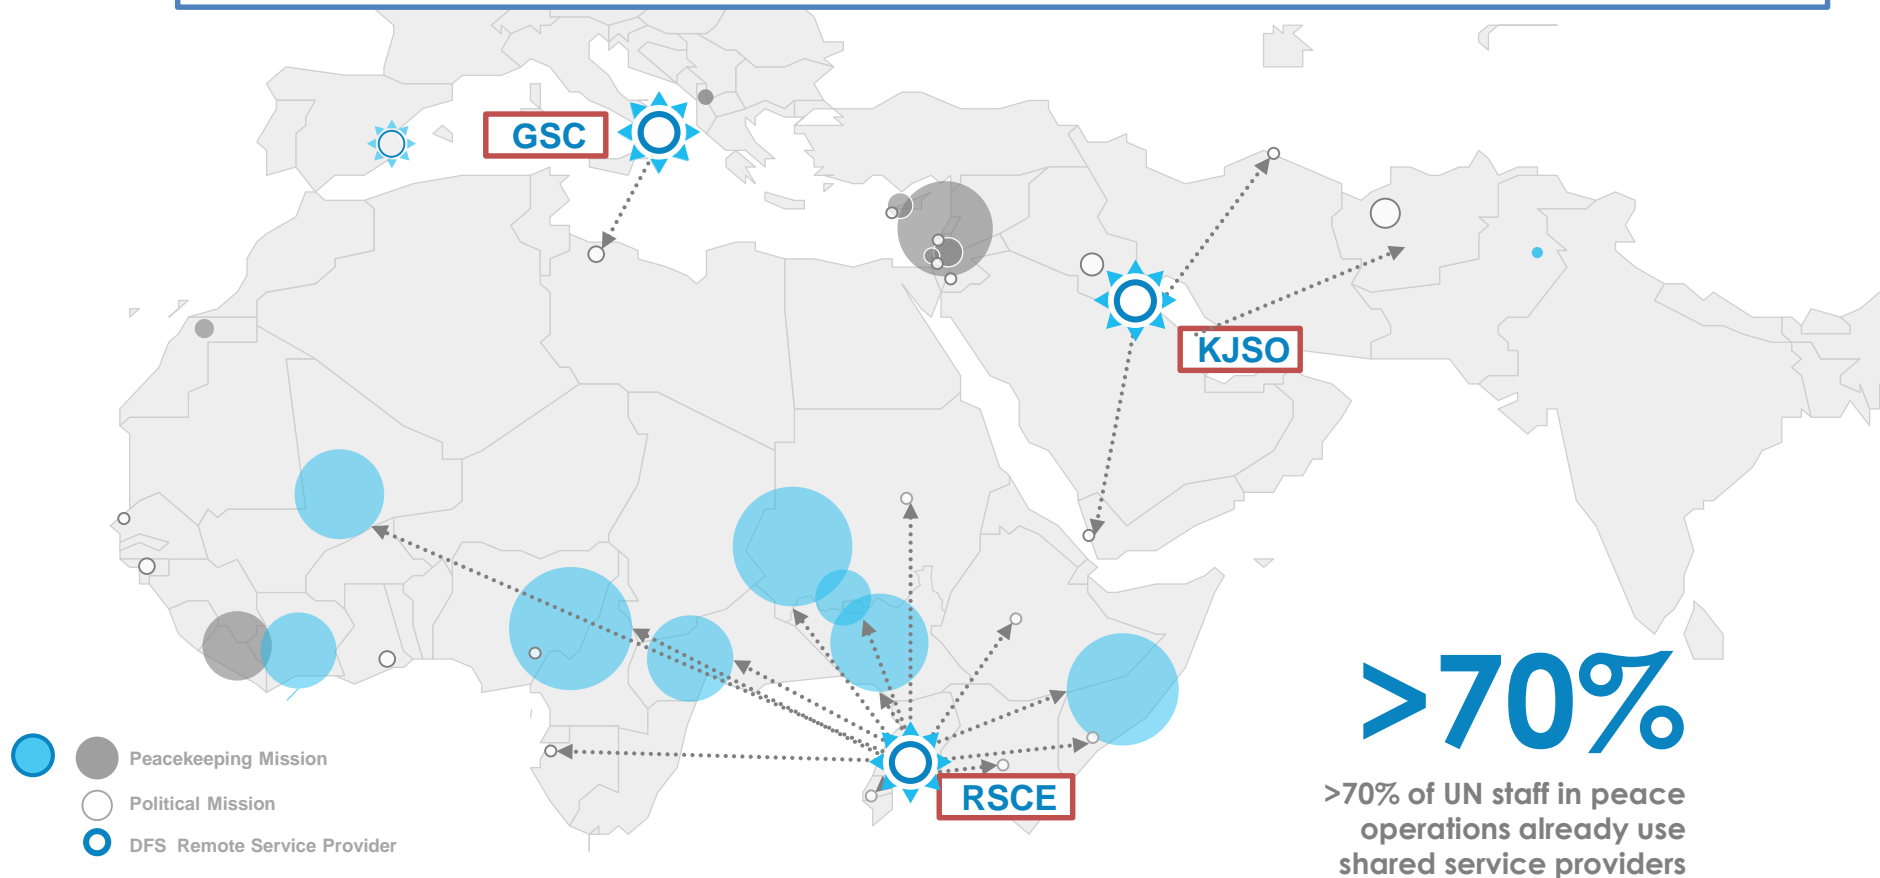 GSC
KJSO
RSCE
>70%
>70% of UN staff in peace
operations already use
shared service providers
Peacekeeping Mission
Political Mission
DFS  Remote Service Provider